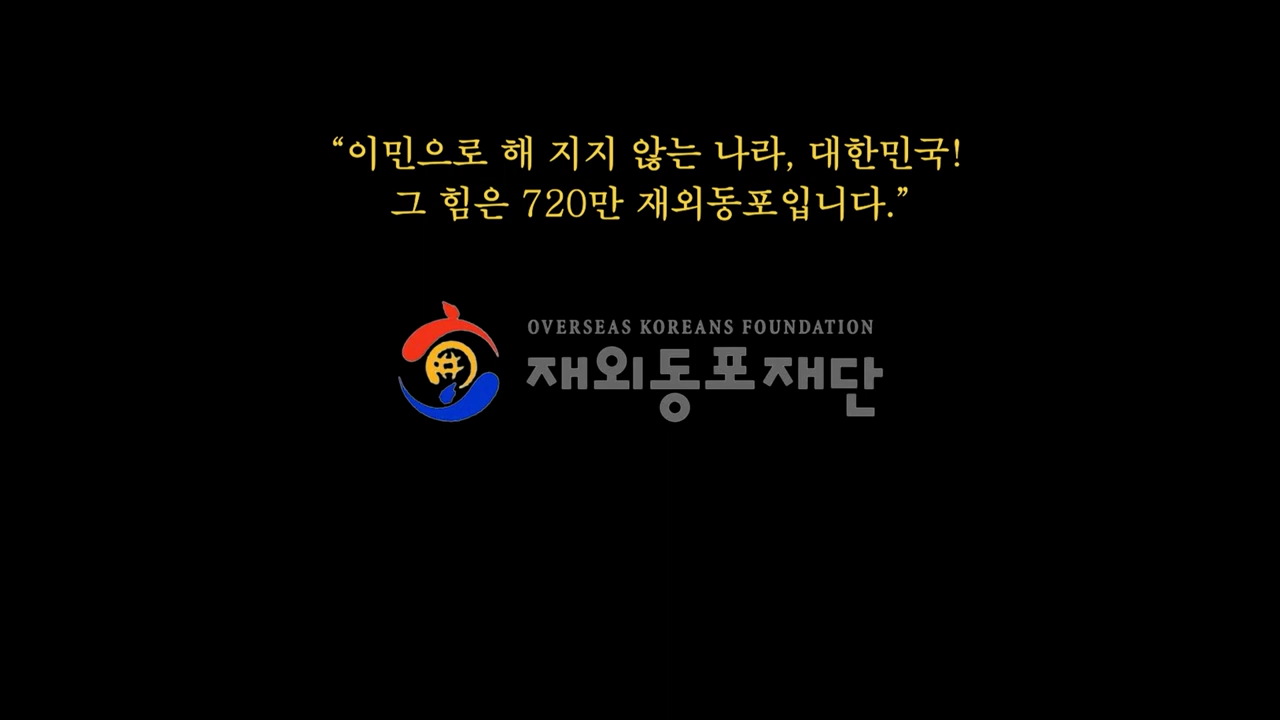 “이민으로 해 지지 않는 나라, 대한민국!
그 힘은 720만 재외동포입니다.”
OVERSEAS KOREANS FOUNDATION
재외동포재단